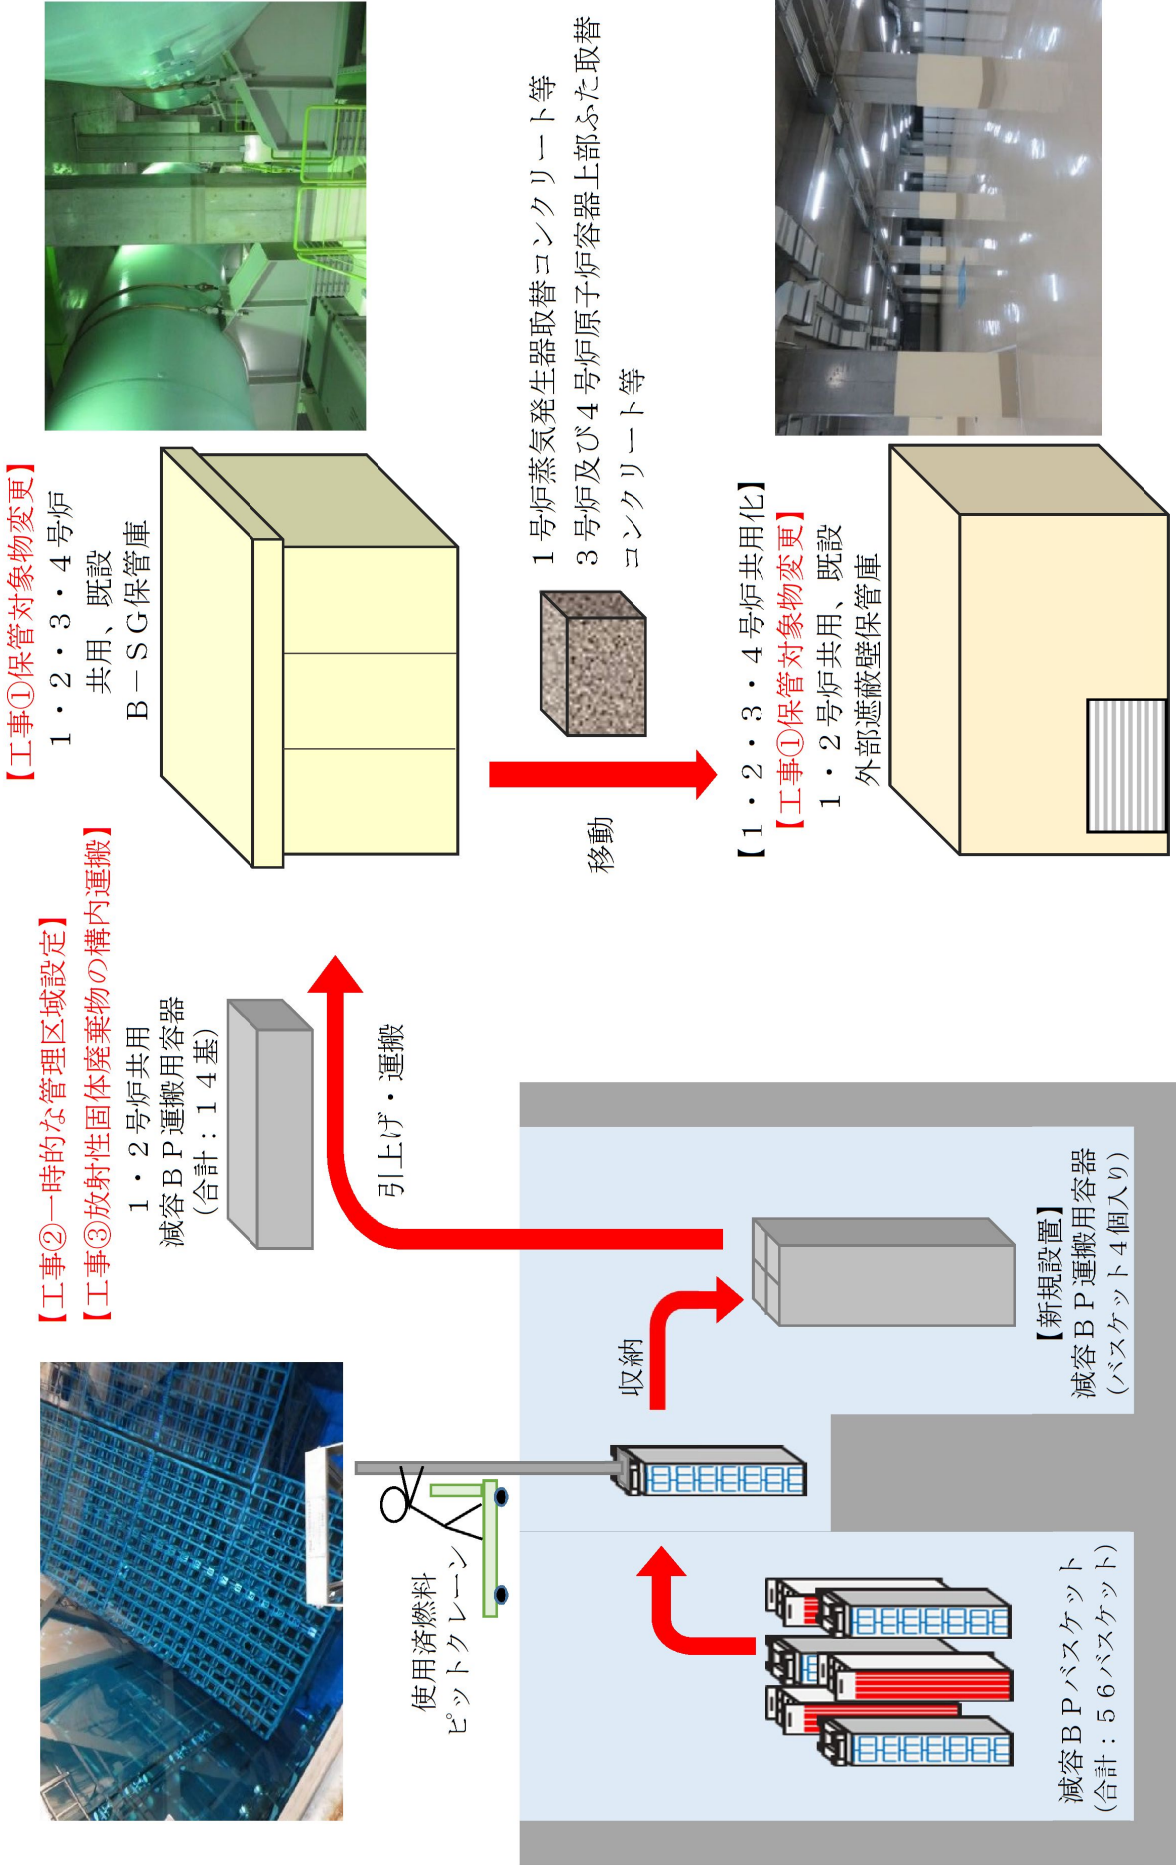 【工事②一時的な管理区域設定】
【工事③放射性固体廃棄物の構内運搬】
１・２号炉共用
減容ＢＰ運搬用容器
（合計：１４基）
【工事①保管対象物変更】
１・２・３・４号炉
共用、既設
Ｂ－ＳＧ保管庫
使用済燃料
ピットクレーン
引上げ・運搬
収納
移動
１号炉蒸気発生器取替コンクリート等
３号炉及び４号炉原子炉容器上部ふた取替
コンクリート等
【１・２・３・４号炉共用化】
【工事①保管対象物変更】
１・２号炉共用、既設
外部遮蔽壁保管庫
減容ＢＰバスケット
（合計：５６バスケット）
【新規設置】
減容ＢＰ運搬用容器
（バスケット４個入り）